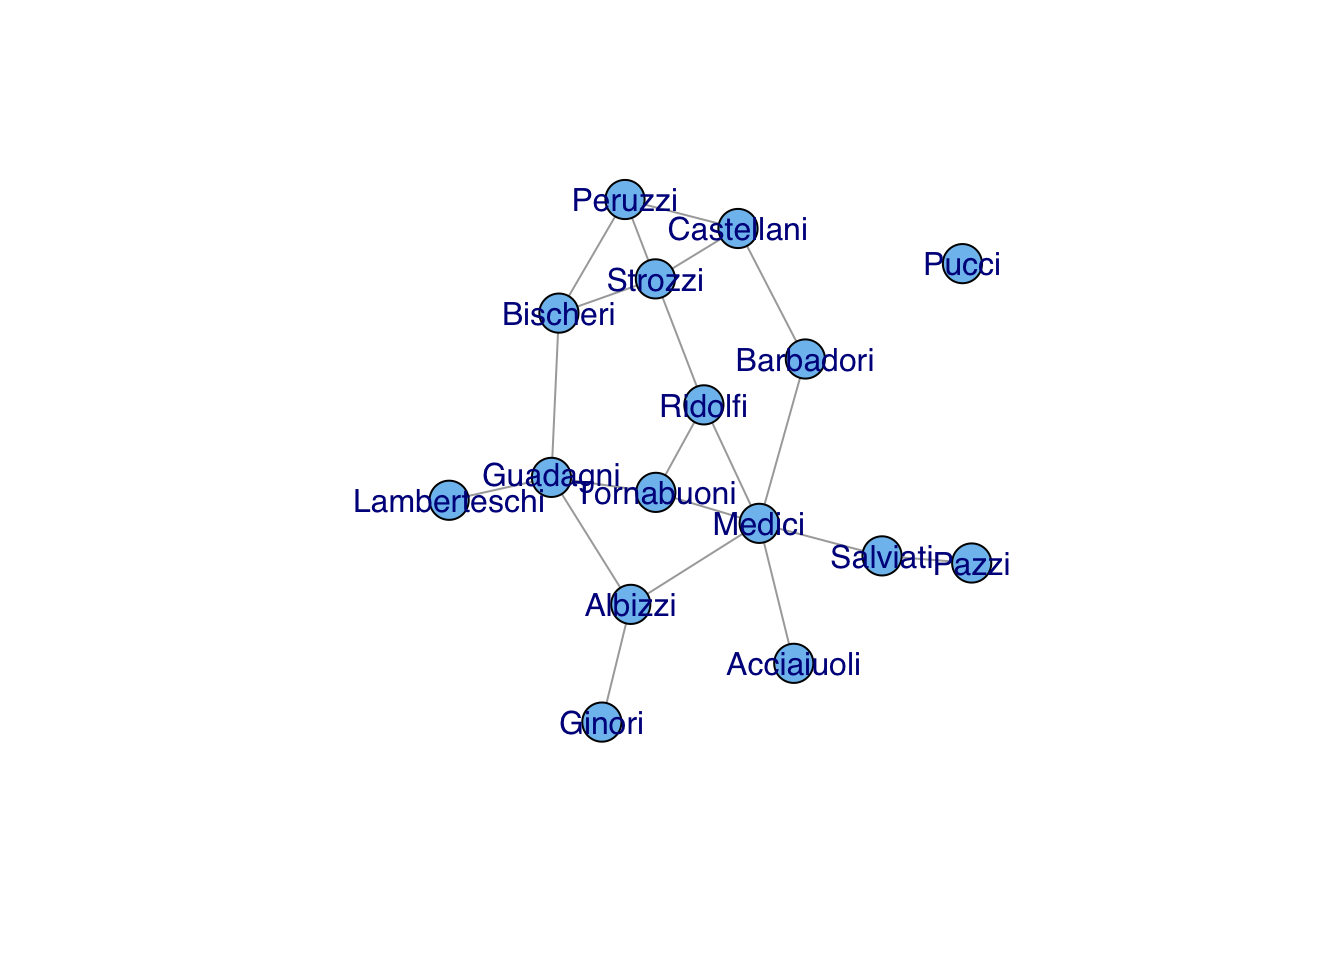 Peruzzi
Castellani
Pucci
Strozzi
Bischeri
Barbadori
Ridolfi
Guadagni
Tornabuoni
Lamberteschi
Medici
Salviati
Pazzi
Albizzi
Acciaiuoli
Ginori